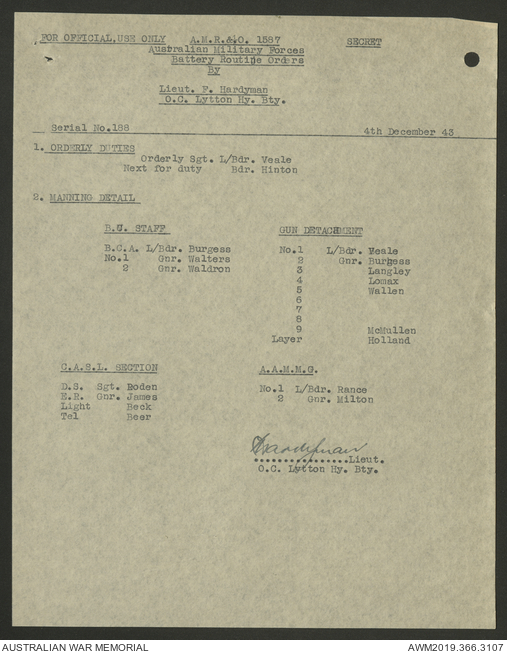 FOR OFFICIAL USE ONLY A.M.R.&O. 1587 SECRET
Australian Military Forces
Battery Routine Orders
By
Lieut. F. Hardyman
O.C. Lytton Hy. Bty.
Serial No.188 4th December 43
1. ORDERLY DUTIES
Orderly Sgt. L/Bdr. Veale
Next for duty Bdr. Hinton
2. MANNING DETAIL
B.U. STAFF
B.C.A. L/Bdr. Burgess
No.1 Gnr. Walters
2 Gnr. Waldron
GUN DETACHMENT
No.1 L/Bdr. Veale
2 Gnr. Burgess
3 Langley
4 Lomax
5 Wallen
6
7
8
9 McMullen
Layer Holland
C.A.S.L. SECTION
D.S. Sgt. Boden
E.R. Gnr. James
Light Beck
Tel Beer
A.A.M.M.G.
No.1 L/Bdr. Rance
2 Gnr. Milton
Hardyman
..................Lieut.
O.C. Lytton Hy. Bty.
AUSTRALIAN WAR MEMORIAL AWM2019.366.3107